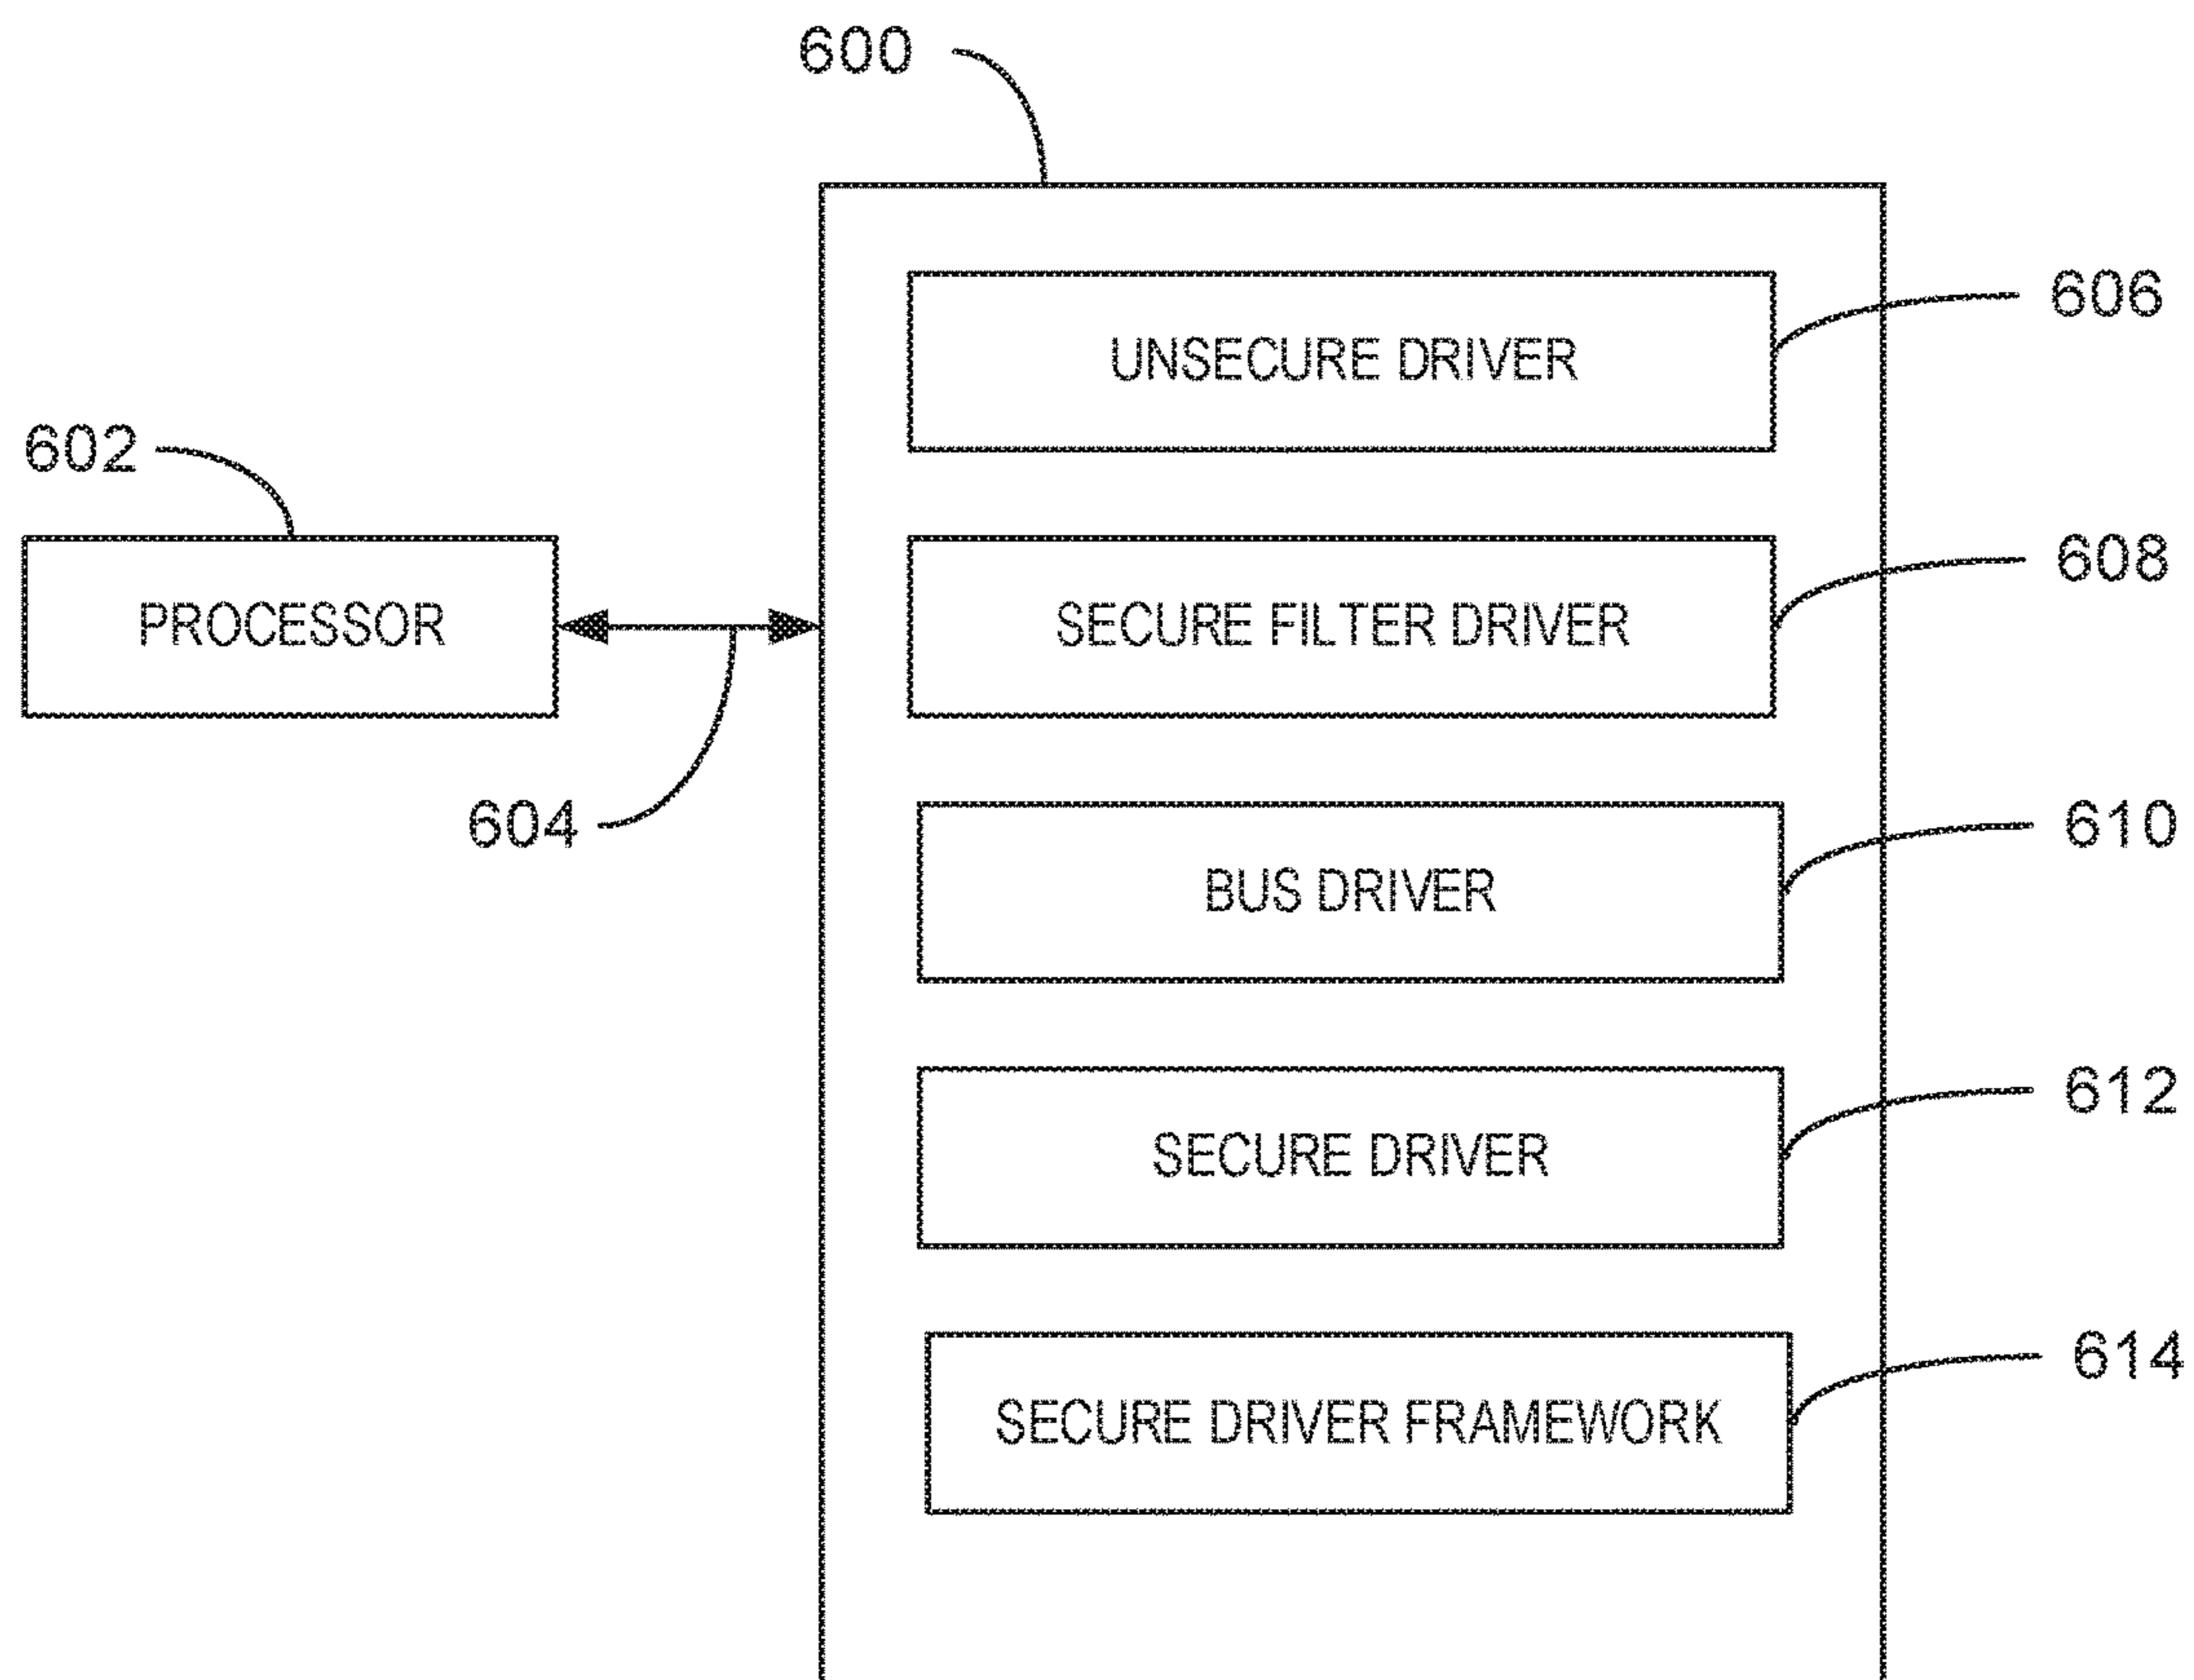 600
UNSECURE DRIVER
606
602
PROCESSOR
SECURE FILTER DRIVER
608
604
BUS DRIVER
610
SECURE DRIVER
612
SECURE DRIVER FRAMEWORK
614